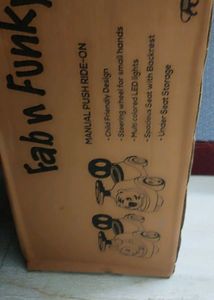 Fab n Funky
MANUAL PUSH RIDE-ON
- Child Friendly Design
- Steering wheel for small hands
- Multi colored LED lights
- Spacious Seat with Backrest
- Under Seat Storage